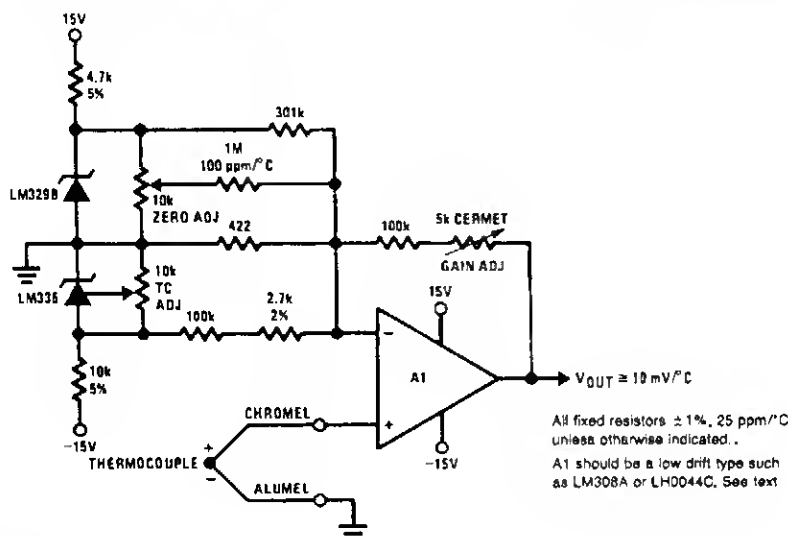 15V
4.7k
5%
301k
1M
100 ppm/°C
LM329B
10k
ZERO ADJ
422
100k
5k CERMET
GAIN ADJ
LM335
10k
TC
ADJ
100k
2.7k
2%
15V
A1
VOUT ≅ 10 mV/°C
10k
5%
-15V
-15V
CHROMEL
THERMOCOUPLE
ALUMEL
All fixed resistors ±1%, 25 ppm/°C
unless otherwise indicated..
A1 should be a low drift type such
as LM308A or LH0044C. See text
+
-
-
+